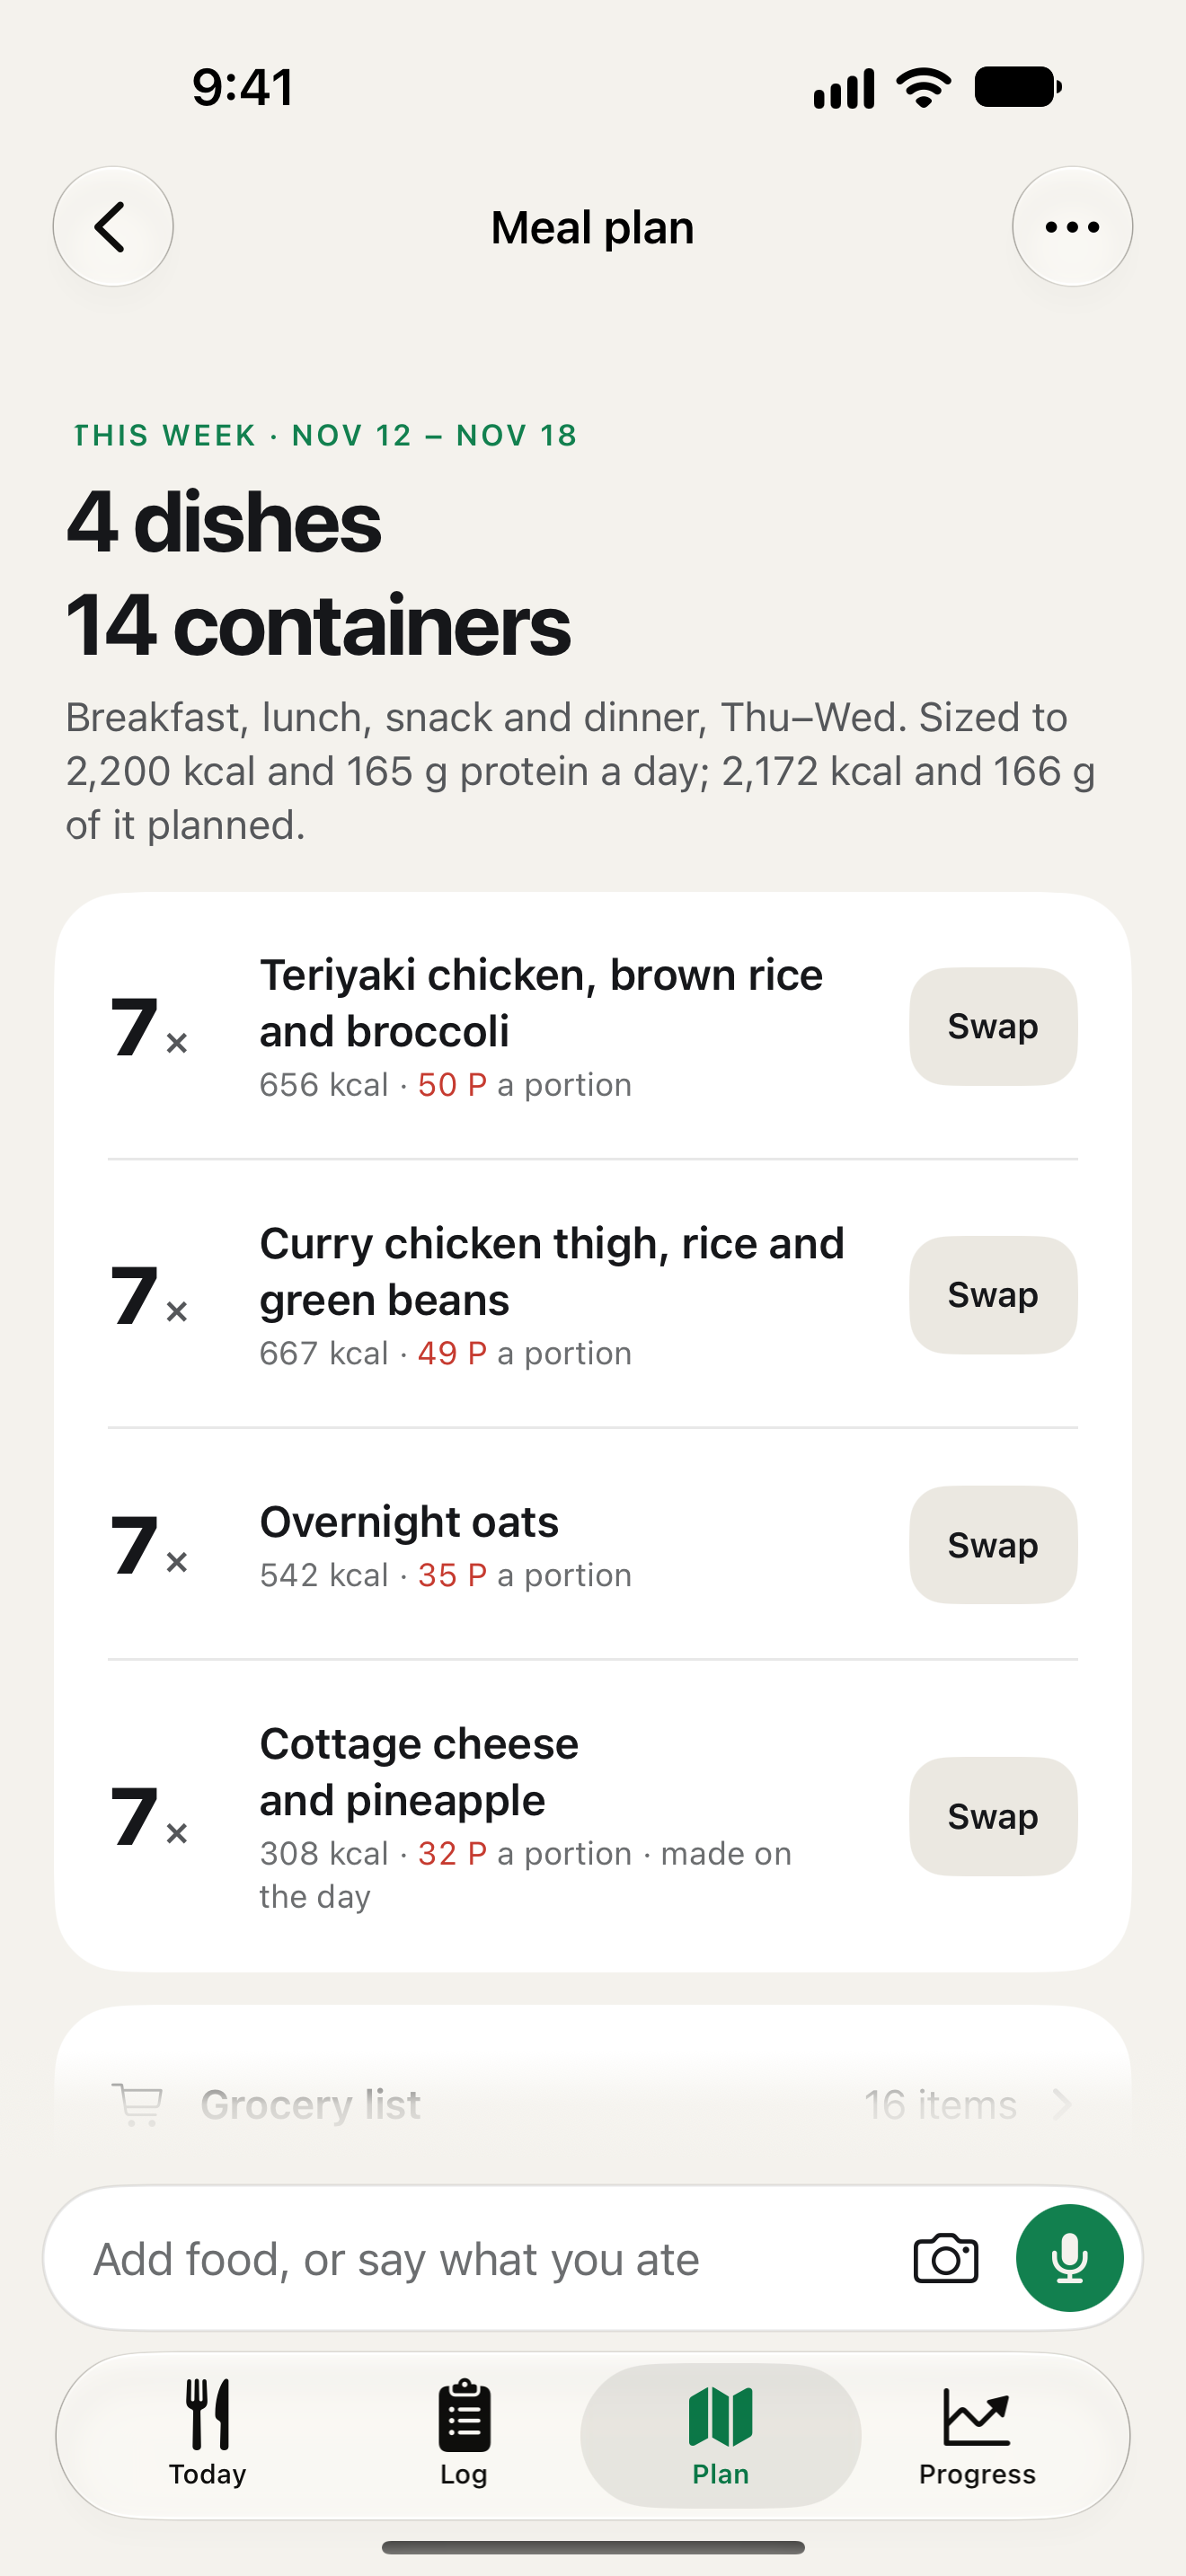 9:41
Meal plan
THIS WEEK · NOV 12 – NOV 18
4 dishes
14 containers
Breakfast, lunch, snack and dinner, Thu–Wed. Sized to
2,200 kcal and 165 g protein a day; 2,172 kcal and 166 g
of it planned.
7×
Teriyaki chicken, brown rice
and broccoli
656 kcal · 50 P a portion
Swap
7×
Curry chicken thigh, rice and
green beans
667 kcal · 49 P a portion
Swap
7×
Overnight oats
542 kcal · 35 P a portion
Swap
7×
Cottage cheese
and pineapple
308 kcal · 32 P a portion · made on
the day
Swap
Grocery list
16 items
Add food, or say what you ate
Today
Log
Plan
Progress